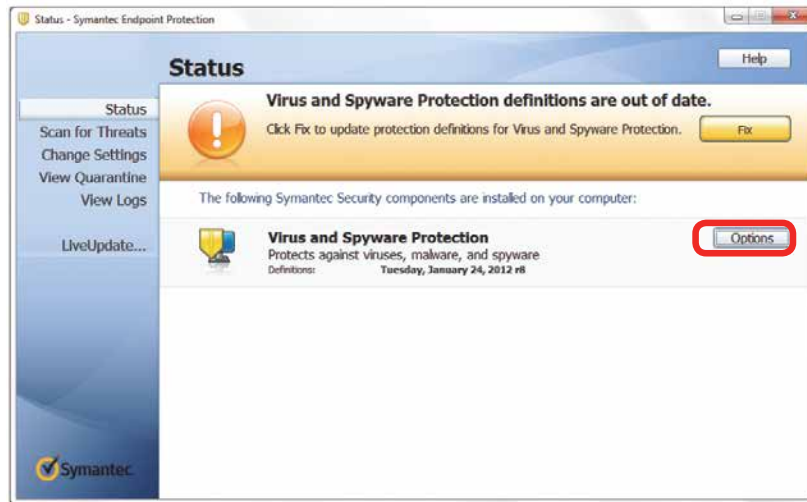 Status - Symantec Endpoint Protection
Status
Help
Status
Scan for Threats
Change Settings
View Quarantine
View Logs
LiveUpdate...
Virus and Spyware Protection definitions are out of date.
Click Fix to update protection definitions for Virus and Spyware Protection.
Fix
The following Symantec Security components are installed on your computer:
Virus and Spyware Protection
Options
Protects against viruses, malware, and spyware
Definitions: Tuesday, January 24, 2012 r8
Symantec.